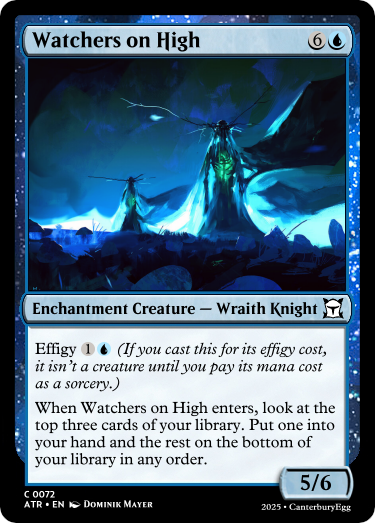 Watchers on High 6
Enchantment Creature — Wraith Knight
Effigy 1 (If you cast this for its effigy cost,
it isn't a creature until you pay its mana cost
as a sorcery.)
When Watchers on High enters, look at the
top three cards of your library. Put one into
your hand and the rest on the bottom of
your library in any order.
5/6
C 0072
ATR • EN Dominik Mayer
2025 • CanterburyEgg